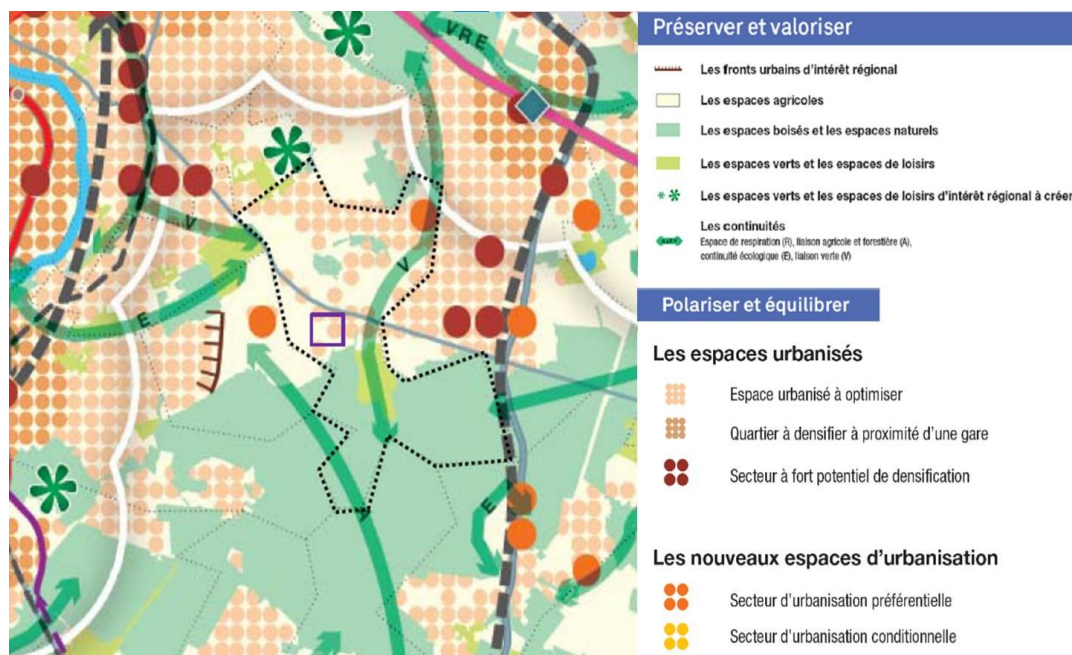 VRE
V
V
E
E
Préserver et valoriser
Les fronts urbains d'intérêt régional
Les espaces agricoles
Les espaces boisés et les espaces naturels
Les espaces verts et les espaces de loisirs
Les espaces verts et les espaces de loisirs d'intérêt régional à créer
Les continuités
Espace de respiration (R), liaison agricole et forestière (A),
continuité écologique (E), liaison verte (V)
Polariser et équilibrer
Les espaces urbanisés
Espace urbanisé à optimiser
Quartier à densifier à proximité d'une gare
Secteur à fort potentiel de densification
Les nouveaux espaces d'urbanisation
Secteur d'urbanisation préférentielle
Secteur d'urbanisation conditionnelle